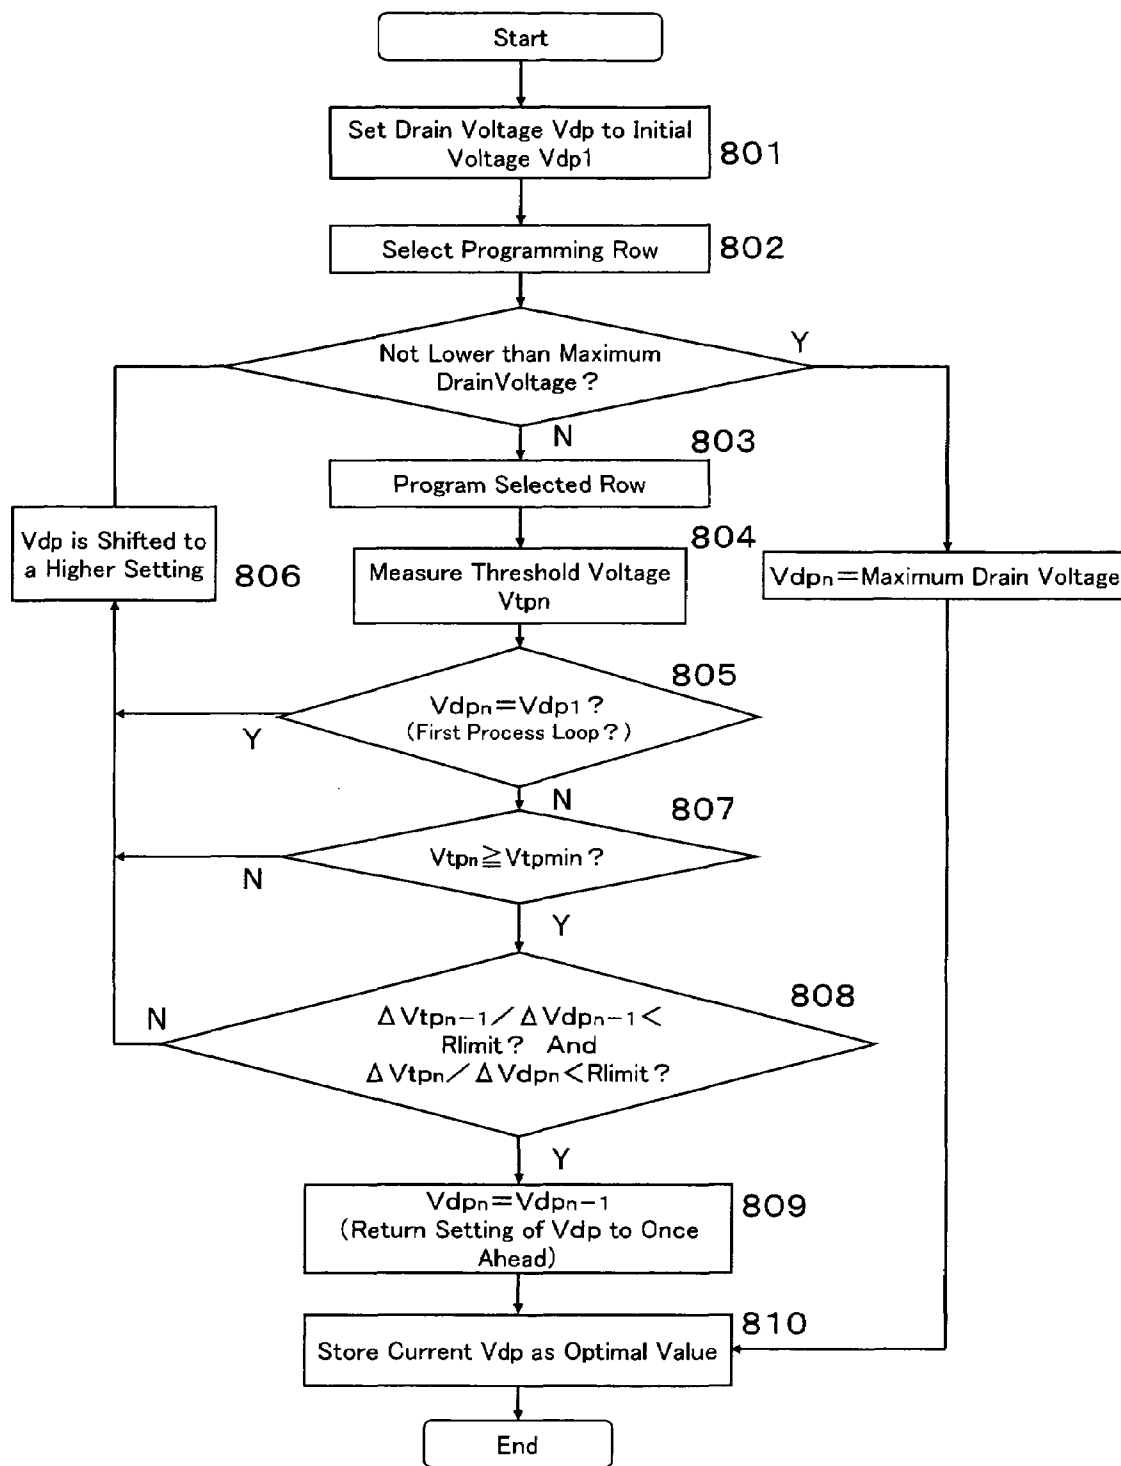 Start
Set Drain Voltage Vdp to Initial
Voltage Vdp1
801
Select Programming Row
802
Not Lower than Maximum
DrainVoltage?
Y
N
803
Program Selected Row
804
Measure Threshold Voltage
Vtpn
Vdp is Shifted to
a Higher Setting
806
Vdpn=Maximum Drain Voltage
805
Vdpn=Vdp1?
(First Process Loop?)
Y
N
807
Vtpn≧Vtpmin?
N
Y
808
ΔVtpn-1/ΔVdpn-1<
Rlimit? And
ΔVtpn/ΔVdpn<Rlimit?
N
Y
Vdpn=Vdpn-1
(Return Setting of Vdp to Once
Ahead)
809
Store Current Vdp as Optimal Value
810
End